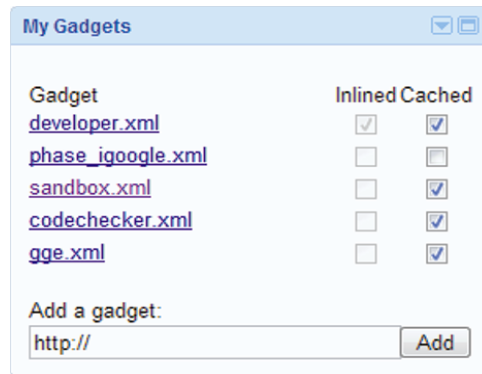 My Gadgets
Gadget Inlined Cached
developer.xml
phase_igoogle.xml
sandbox.xml
codechecker.xml
gge.xml
Add a gadget:
http:// Add